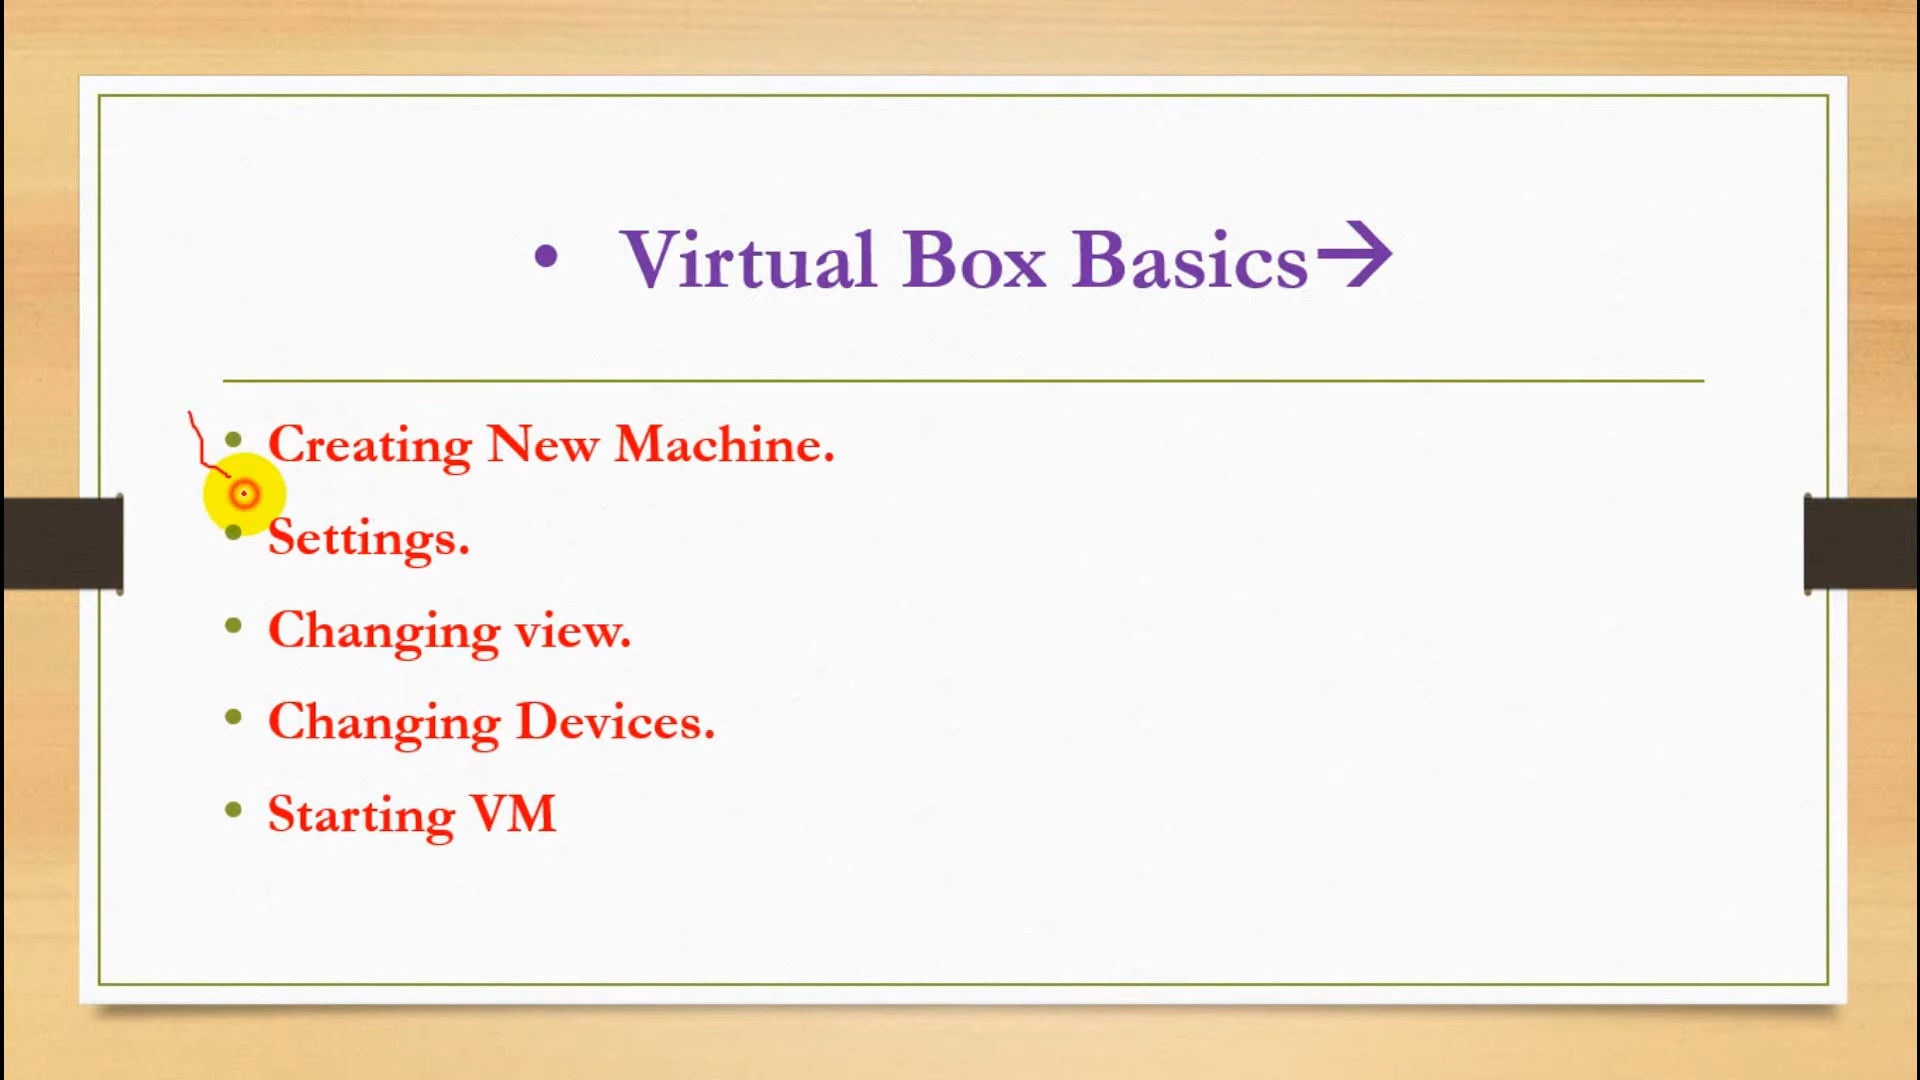 • Virtual Box Basics→
• Creating New Machine.
• Settings.
• Changing view.
• Changing Devices.
• Starting VM